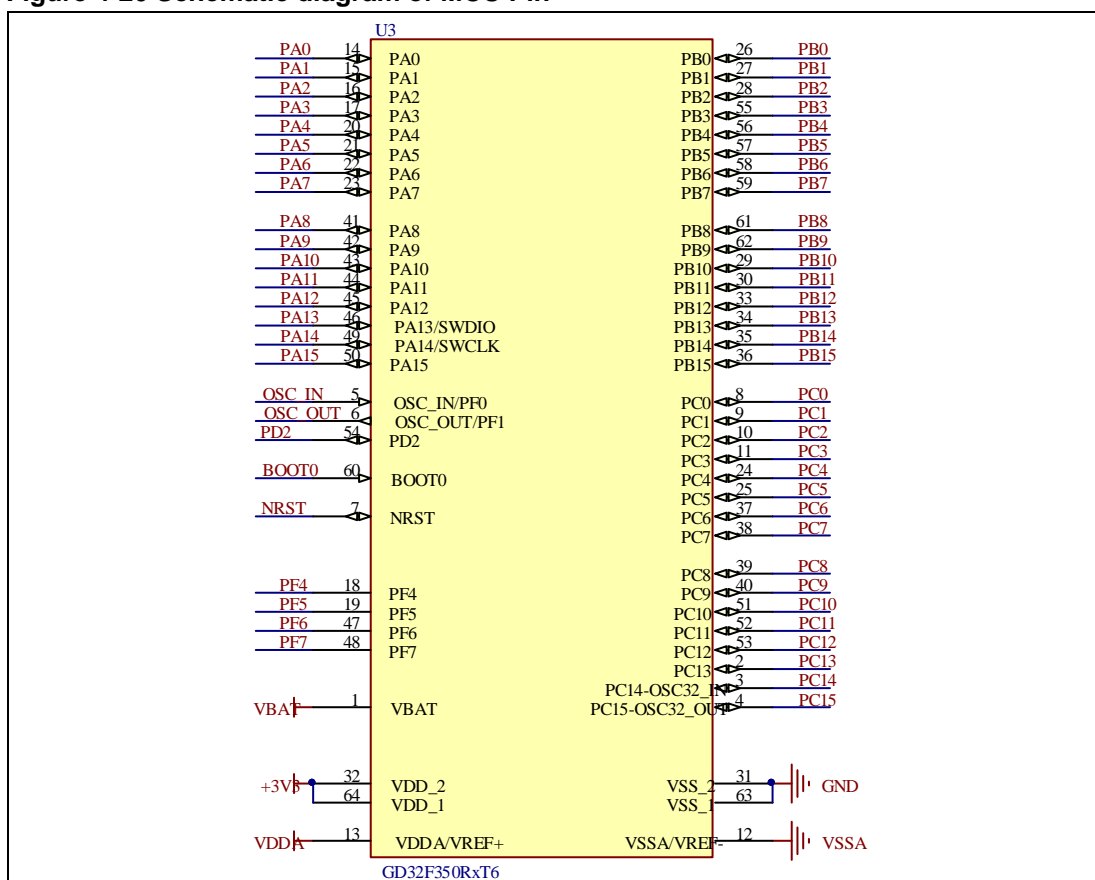 U3
PA0 14 PA0 PB0 26 PB0
PA1 15 PA1 PB1 27 PB1
PA2 16 PA2 PB2 28 PB2
PA3 17 PA3 PB3 55 PB3
PA4 20 PA4 PB4 56 PB4
PA5 21 PA5 PB5 57 PB5
PA6 22 PA6 PB6 58 PB6
PA7 23 PA7 PB7 59 PB7
PA8 41 PA8 PB8 61 PB8
PA9 42 PA9 PB9 62 PB9
PA10 43 PA10 PB10 29 PB10
PA11 44 PA11 PB11 30 PB11
PA12 45 PA12 PB12 33 PB12
PA13 46 PA13/SWDIO PB13 34 PB13
PA14 49 PA14/SWCLK PB14 35 PB14
PA15 50 PA15 PB15 36 PB15
OSC_IN 5 OSC_IN/PF0 PC0 8 PC0
OSC_OUT 6 OSC_OUT/PF1 PC1 9 PC1
PD2 54 PD2 PC2 10 PC2
PC3 11 PC3
BOOT0 60 BOOT0 PC4 24 PC4
PC5 25 PC5
NRST 7 NRST PC6 37 PC6
PC7 38 PC7
PC8 39 PC8
PF4 18 PF4 PC9 40 PC9
PF5 19 PF5 PC10 51 PC10
PF6 47 PF6 PC11 52 PC11
PF7 48 PF7 PC12 53 PC12
PC13 2 PC13
PC14-OSC32_IN 3 PC14
VBAT 1 VBAT PC15-OSC32_OUT 4 PC15
+3V3 32 VDD_2 VSS_2 31 GND
64 VDD_1 VSS_1 63
VDDA 13 VDDA/VREF+ VSSA/VREF- 12 VSSA
GD32F350RxT6